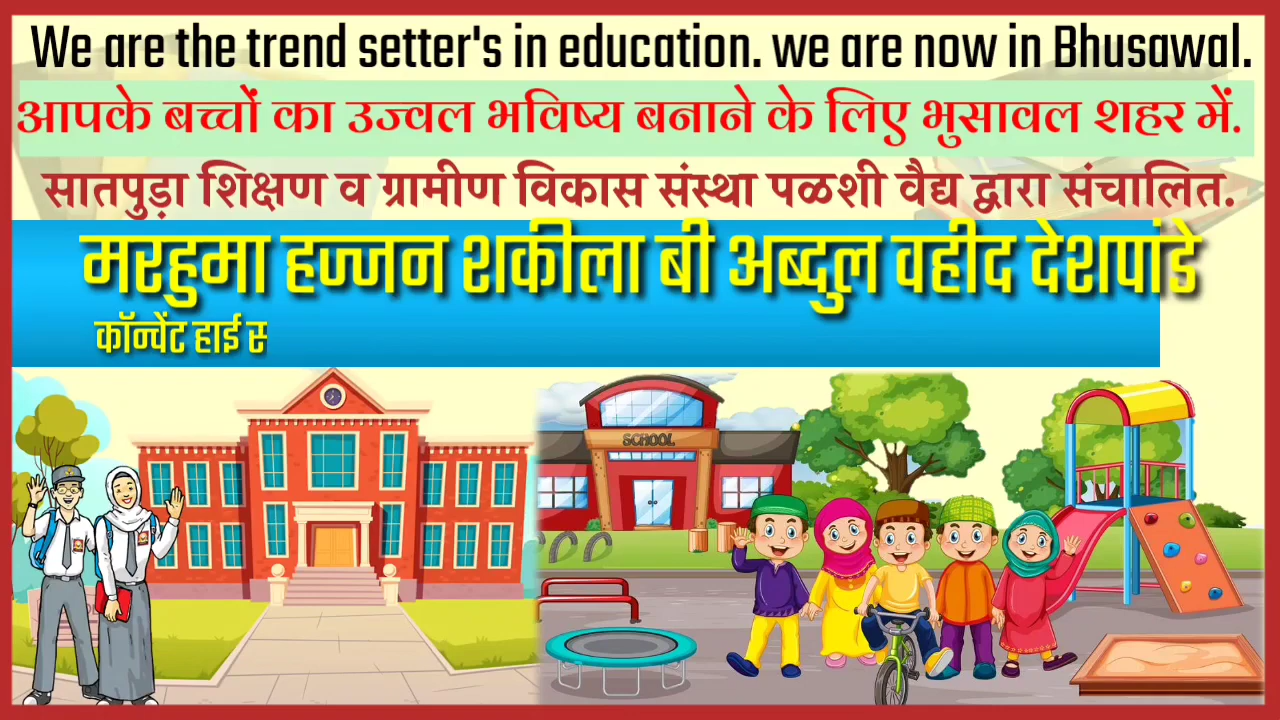 We are the trend setter's in education. we are now in Bhusawal.
आपके बच्चों का उज्वल भविष्य बनाने के लिए भुसावल शहर में.
सातपुड़ा शिक्षण व ग्रामीण विकास संस्था पळशी वैद्य द्वारा संचालित.
मरहुमा हज्जन शकीला बी अब्दुल वहीद देशपांडे
कॉन्वेंट हाई स
SCHOOL